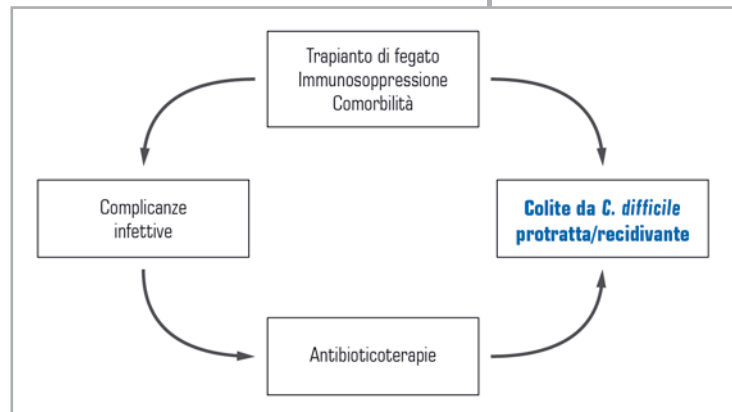 Trapianto di fegato
Immunosoppressione
Comorbilità
Complicanze
infettive
Colite da C. difficile
protratta/recidivante
Antibioticoterapie